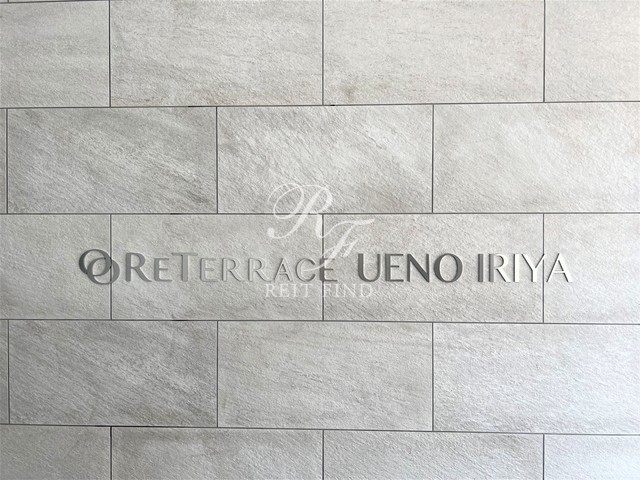 RF
RETERRACE UENO IRIYA
REIT FIND